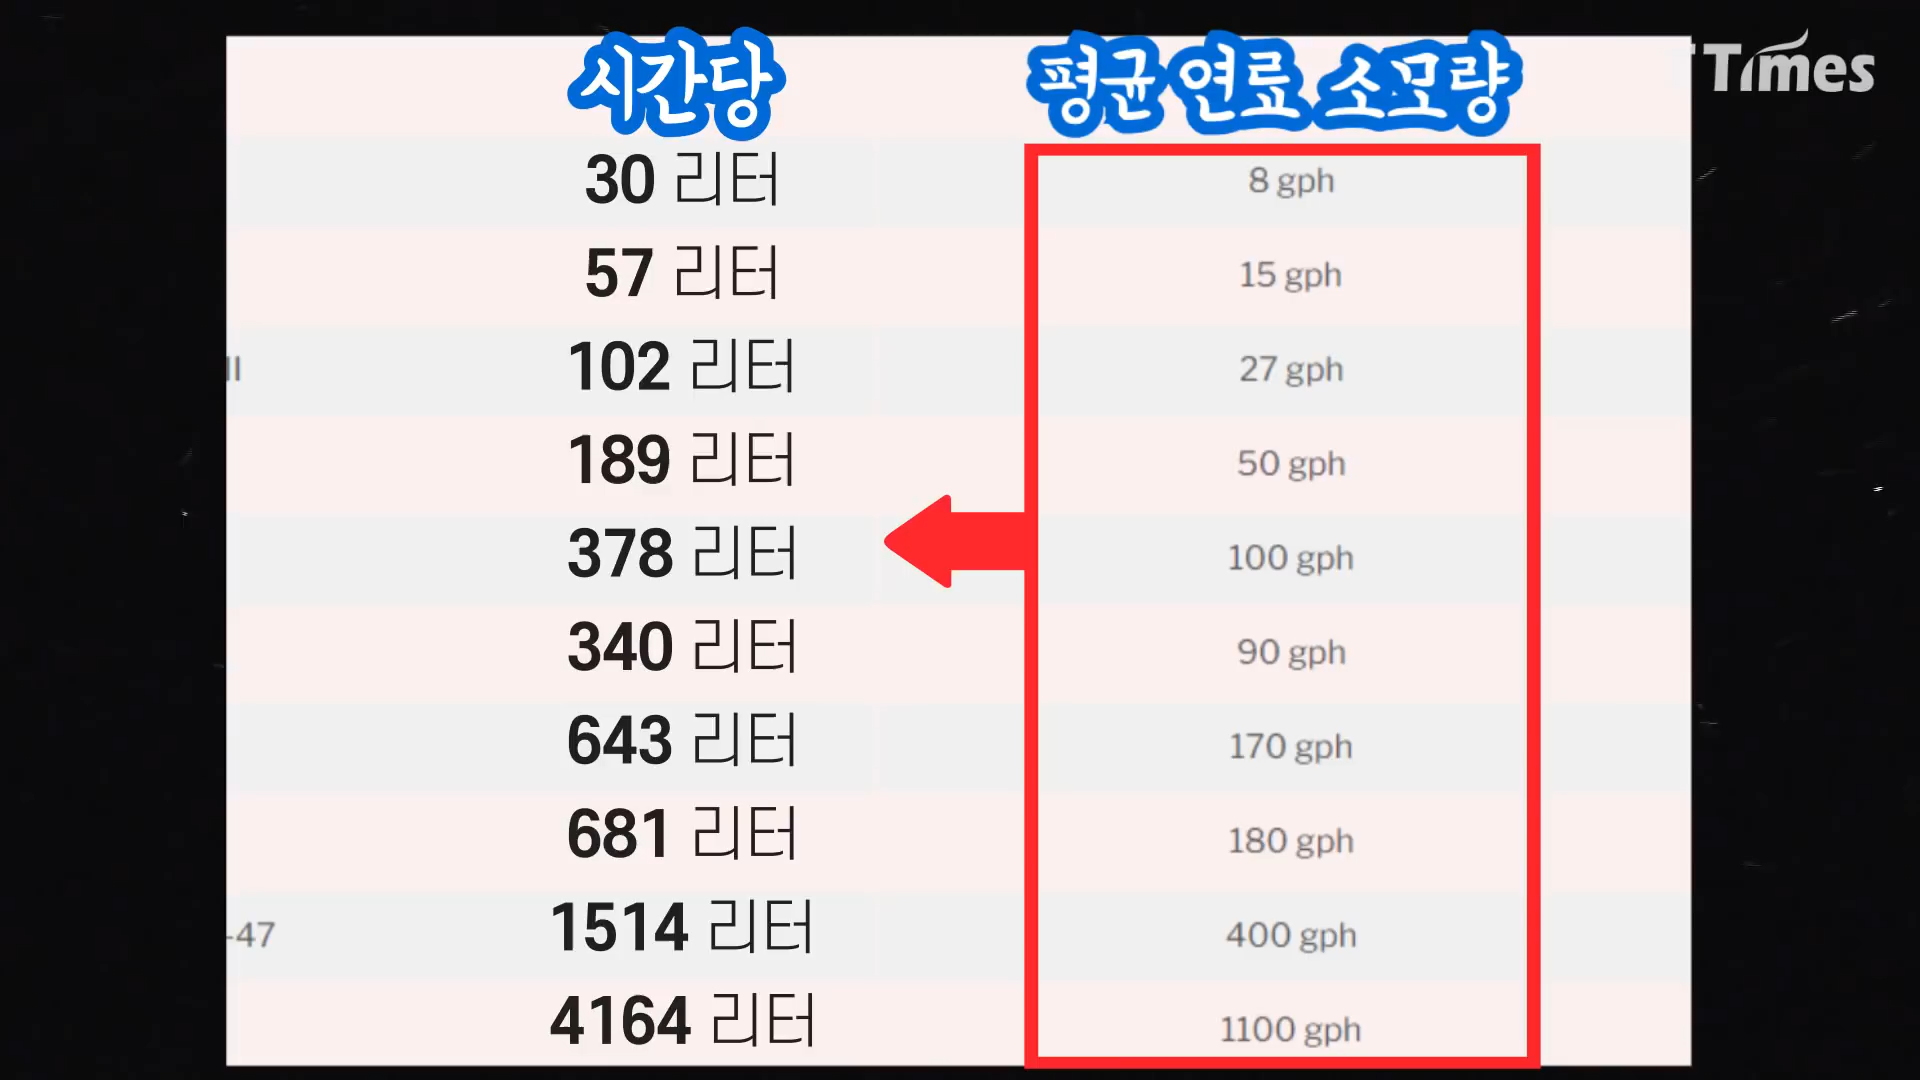 시간당 평균 연료 소모량 Times
30 리터 8 gph
57 리터 15 gph
II 102 리터 27 gph
189 리터 50 gph
378 리터 100 gph
340 리터 90 gph
643 리터 170 gph
681 리터 180 gph
-47 1514 리터 400 gph
4164 리터 1100 gph